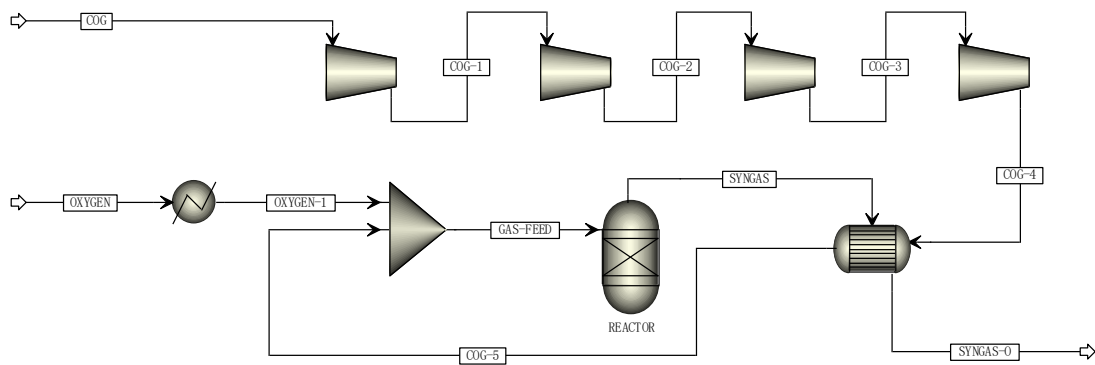 COG
COG-1
COG-2
COG-3
COG-4
OXYGEN
OXYGEN-1
SYNGAS
GAS-FEED
REACTOR
COG-5
SYNGAS-O